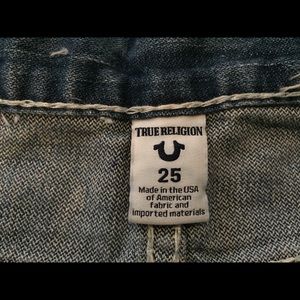 TRUE RELIGION
25
Made in the USA
of American
fabric and
imported materials